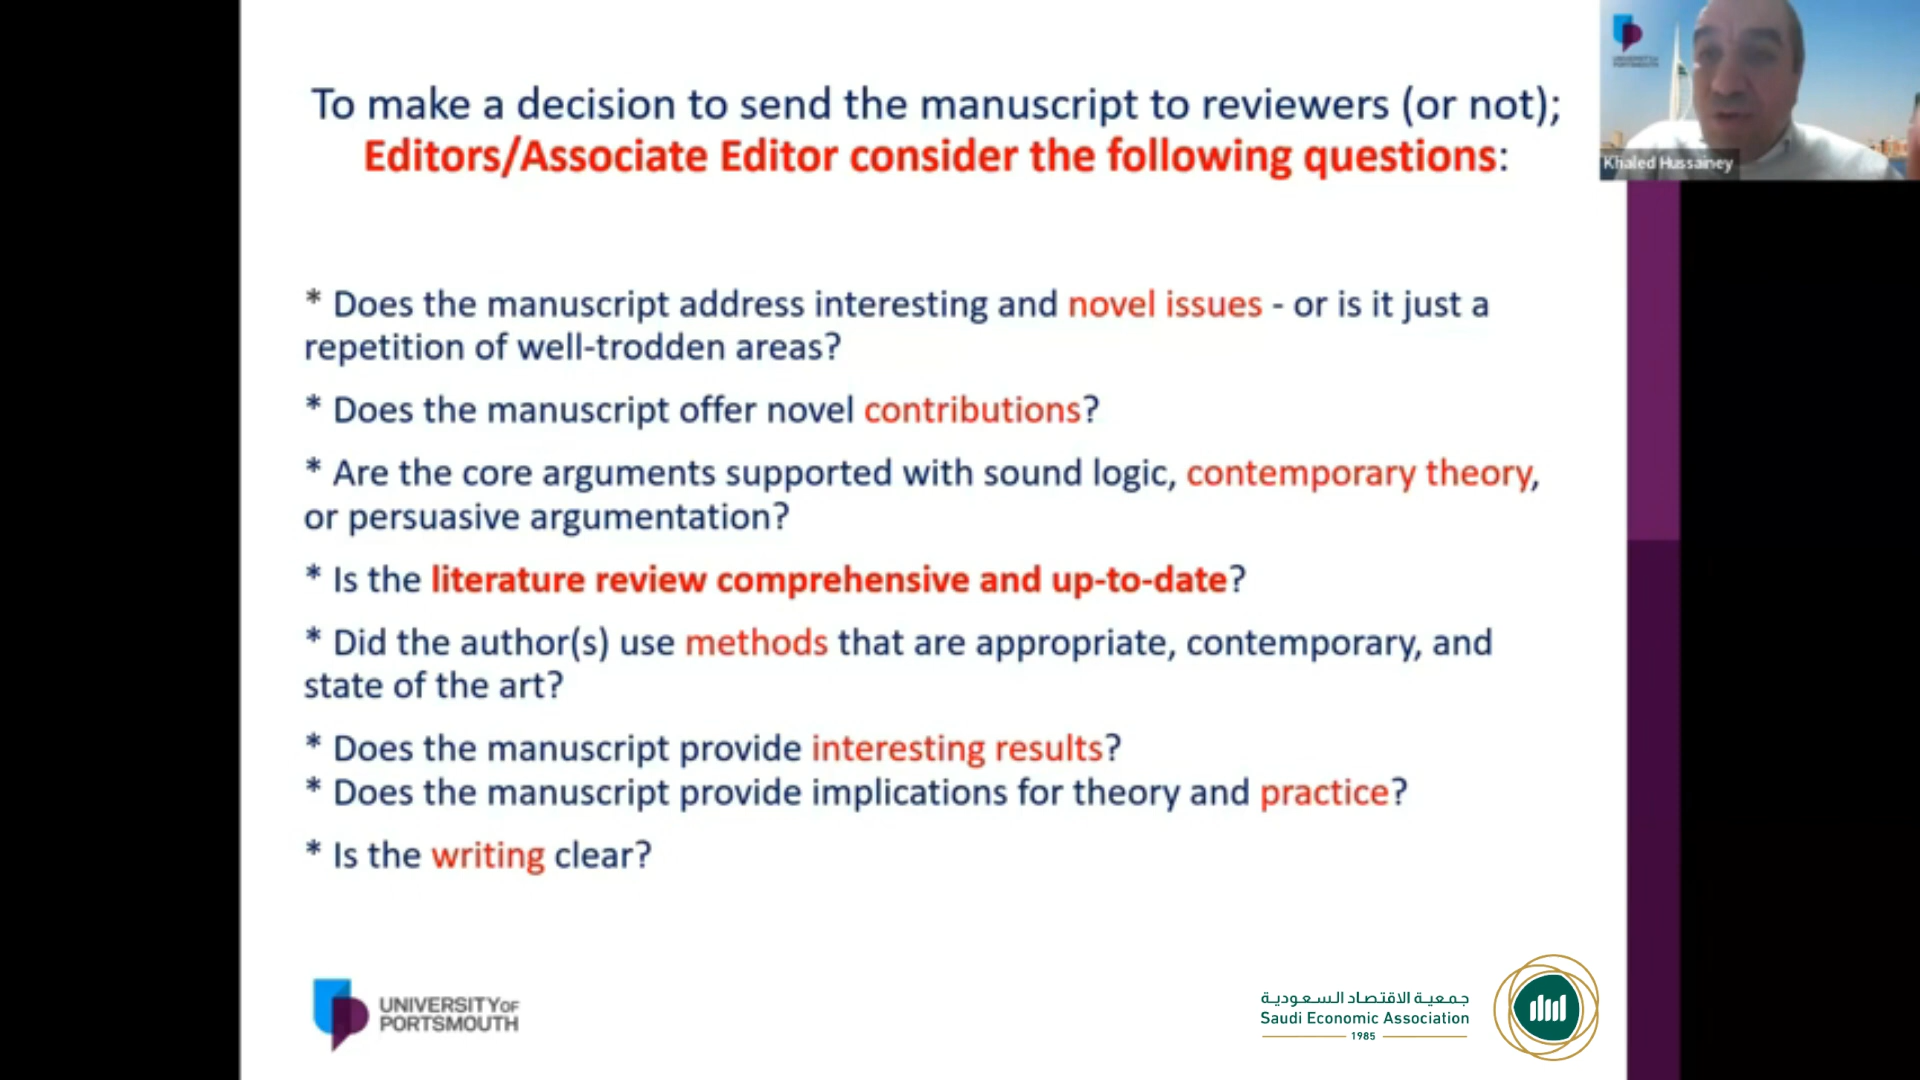 To make a decision to send the manuscript to reviewers (or not);
Editors/Associate Editor consider the following questions:
* Does the manuscript address interesting and novel issues - or is it just a
repetition of well-trodden areas?
* Does the manuscript offer novel contributions?
* Are the core arguments supported with sound logic, contemporary theory,
or persuasive argumentation?
* Is the literature review comprehensive and up-to-date?
* Did the author(s) use methods that are appropriate, contemporary, and
state of the art?
* Does the manuscript provide interesting results?
* Does the manuscript provide implications for theory and practice?
* Is the writing clear?
UNIVERSITY OF
PORTSMOUTH
جمعية الاقتصاد السعودية
Saudi Economic Association
1985
UNIVERSITY OF
PORTSMOUTH
Khaled Hussainey